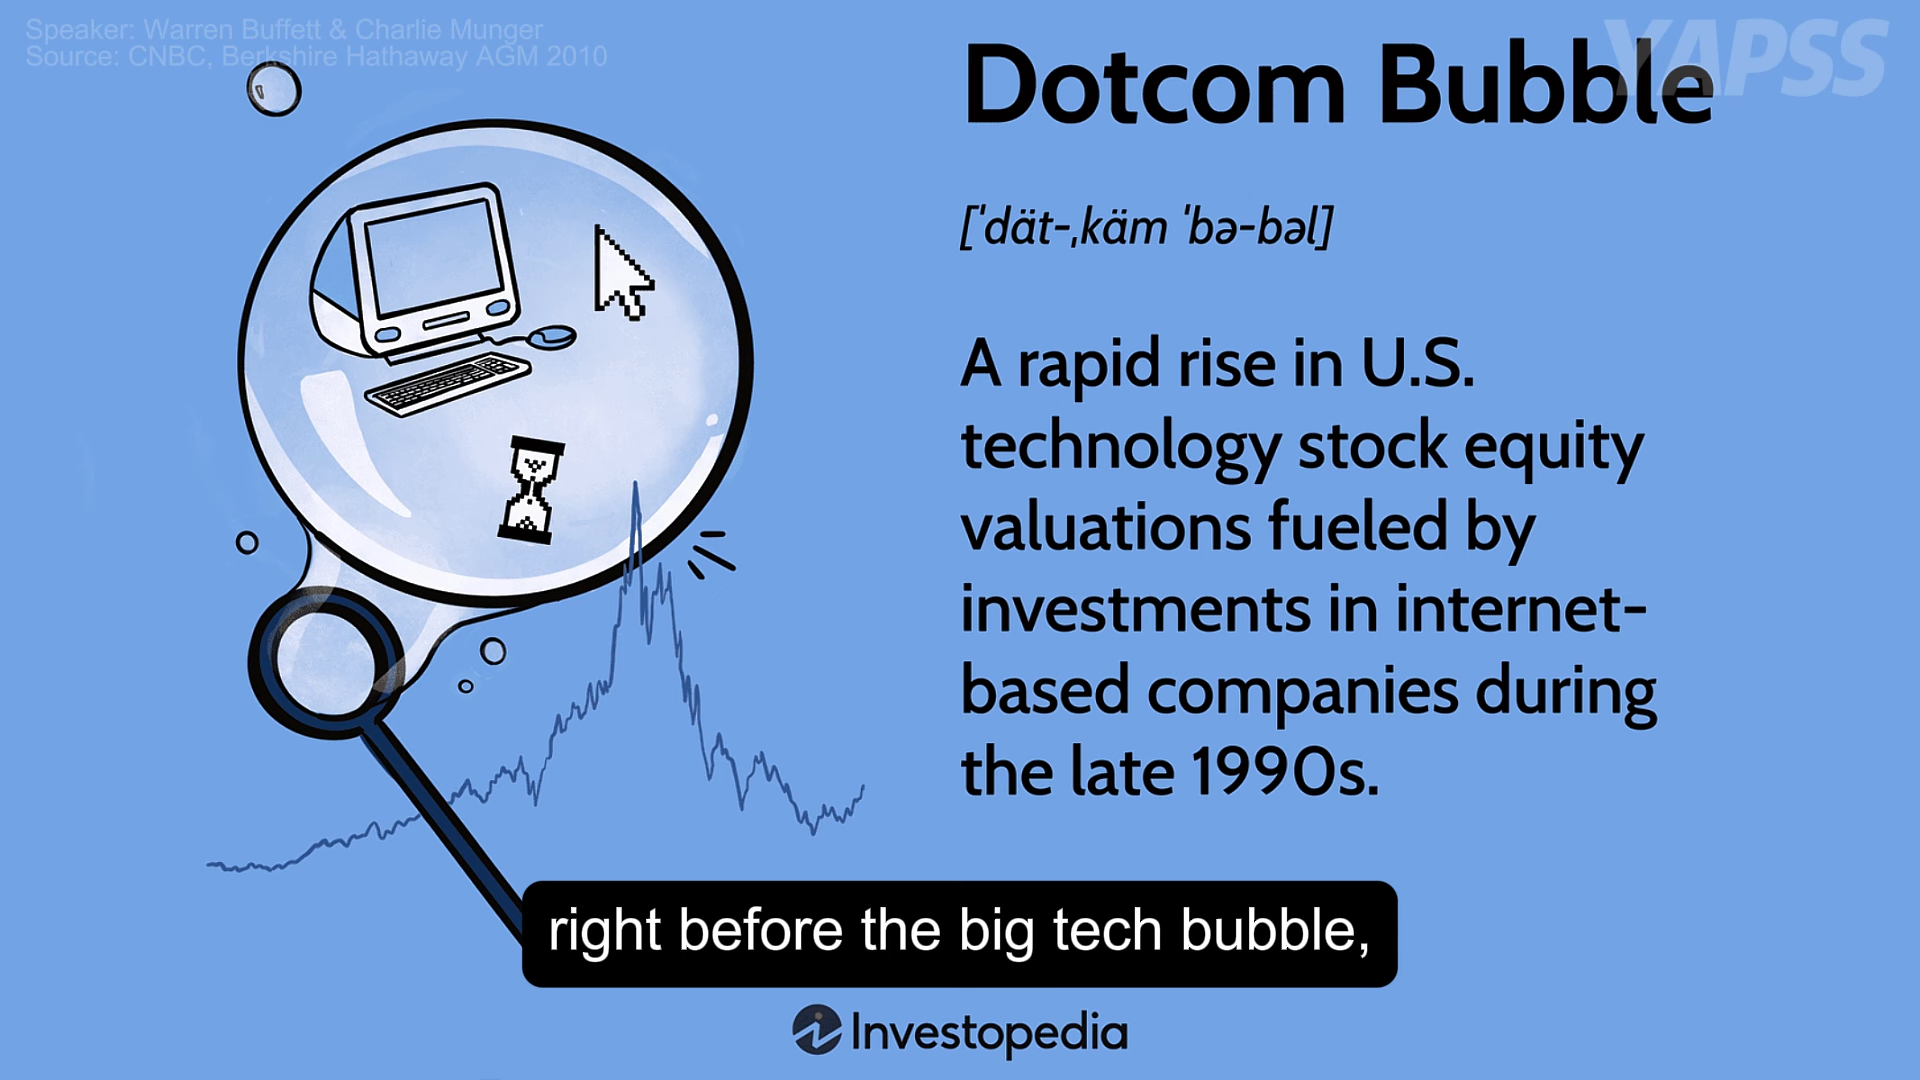 Speaker: Warren Buffett & Charlie Munger
Source: CNBC, Berkshire Hathaway AGM 2010
YAPSS
Dotcom Bubble
[ˈdät-ˌkäm ˈbə-bəl]
A rapid rise in U.S.
technology stock equity
valuations fueled by
investments in internet-
based companies during
the late 1990s.
right before the big tech bubble,
Investopedia